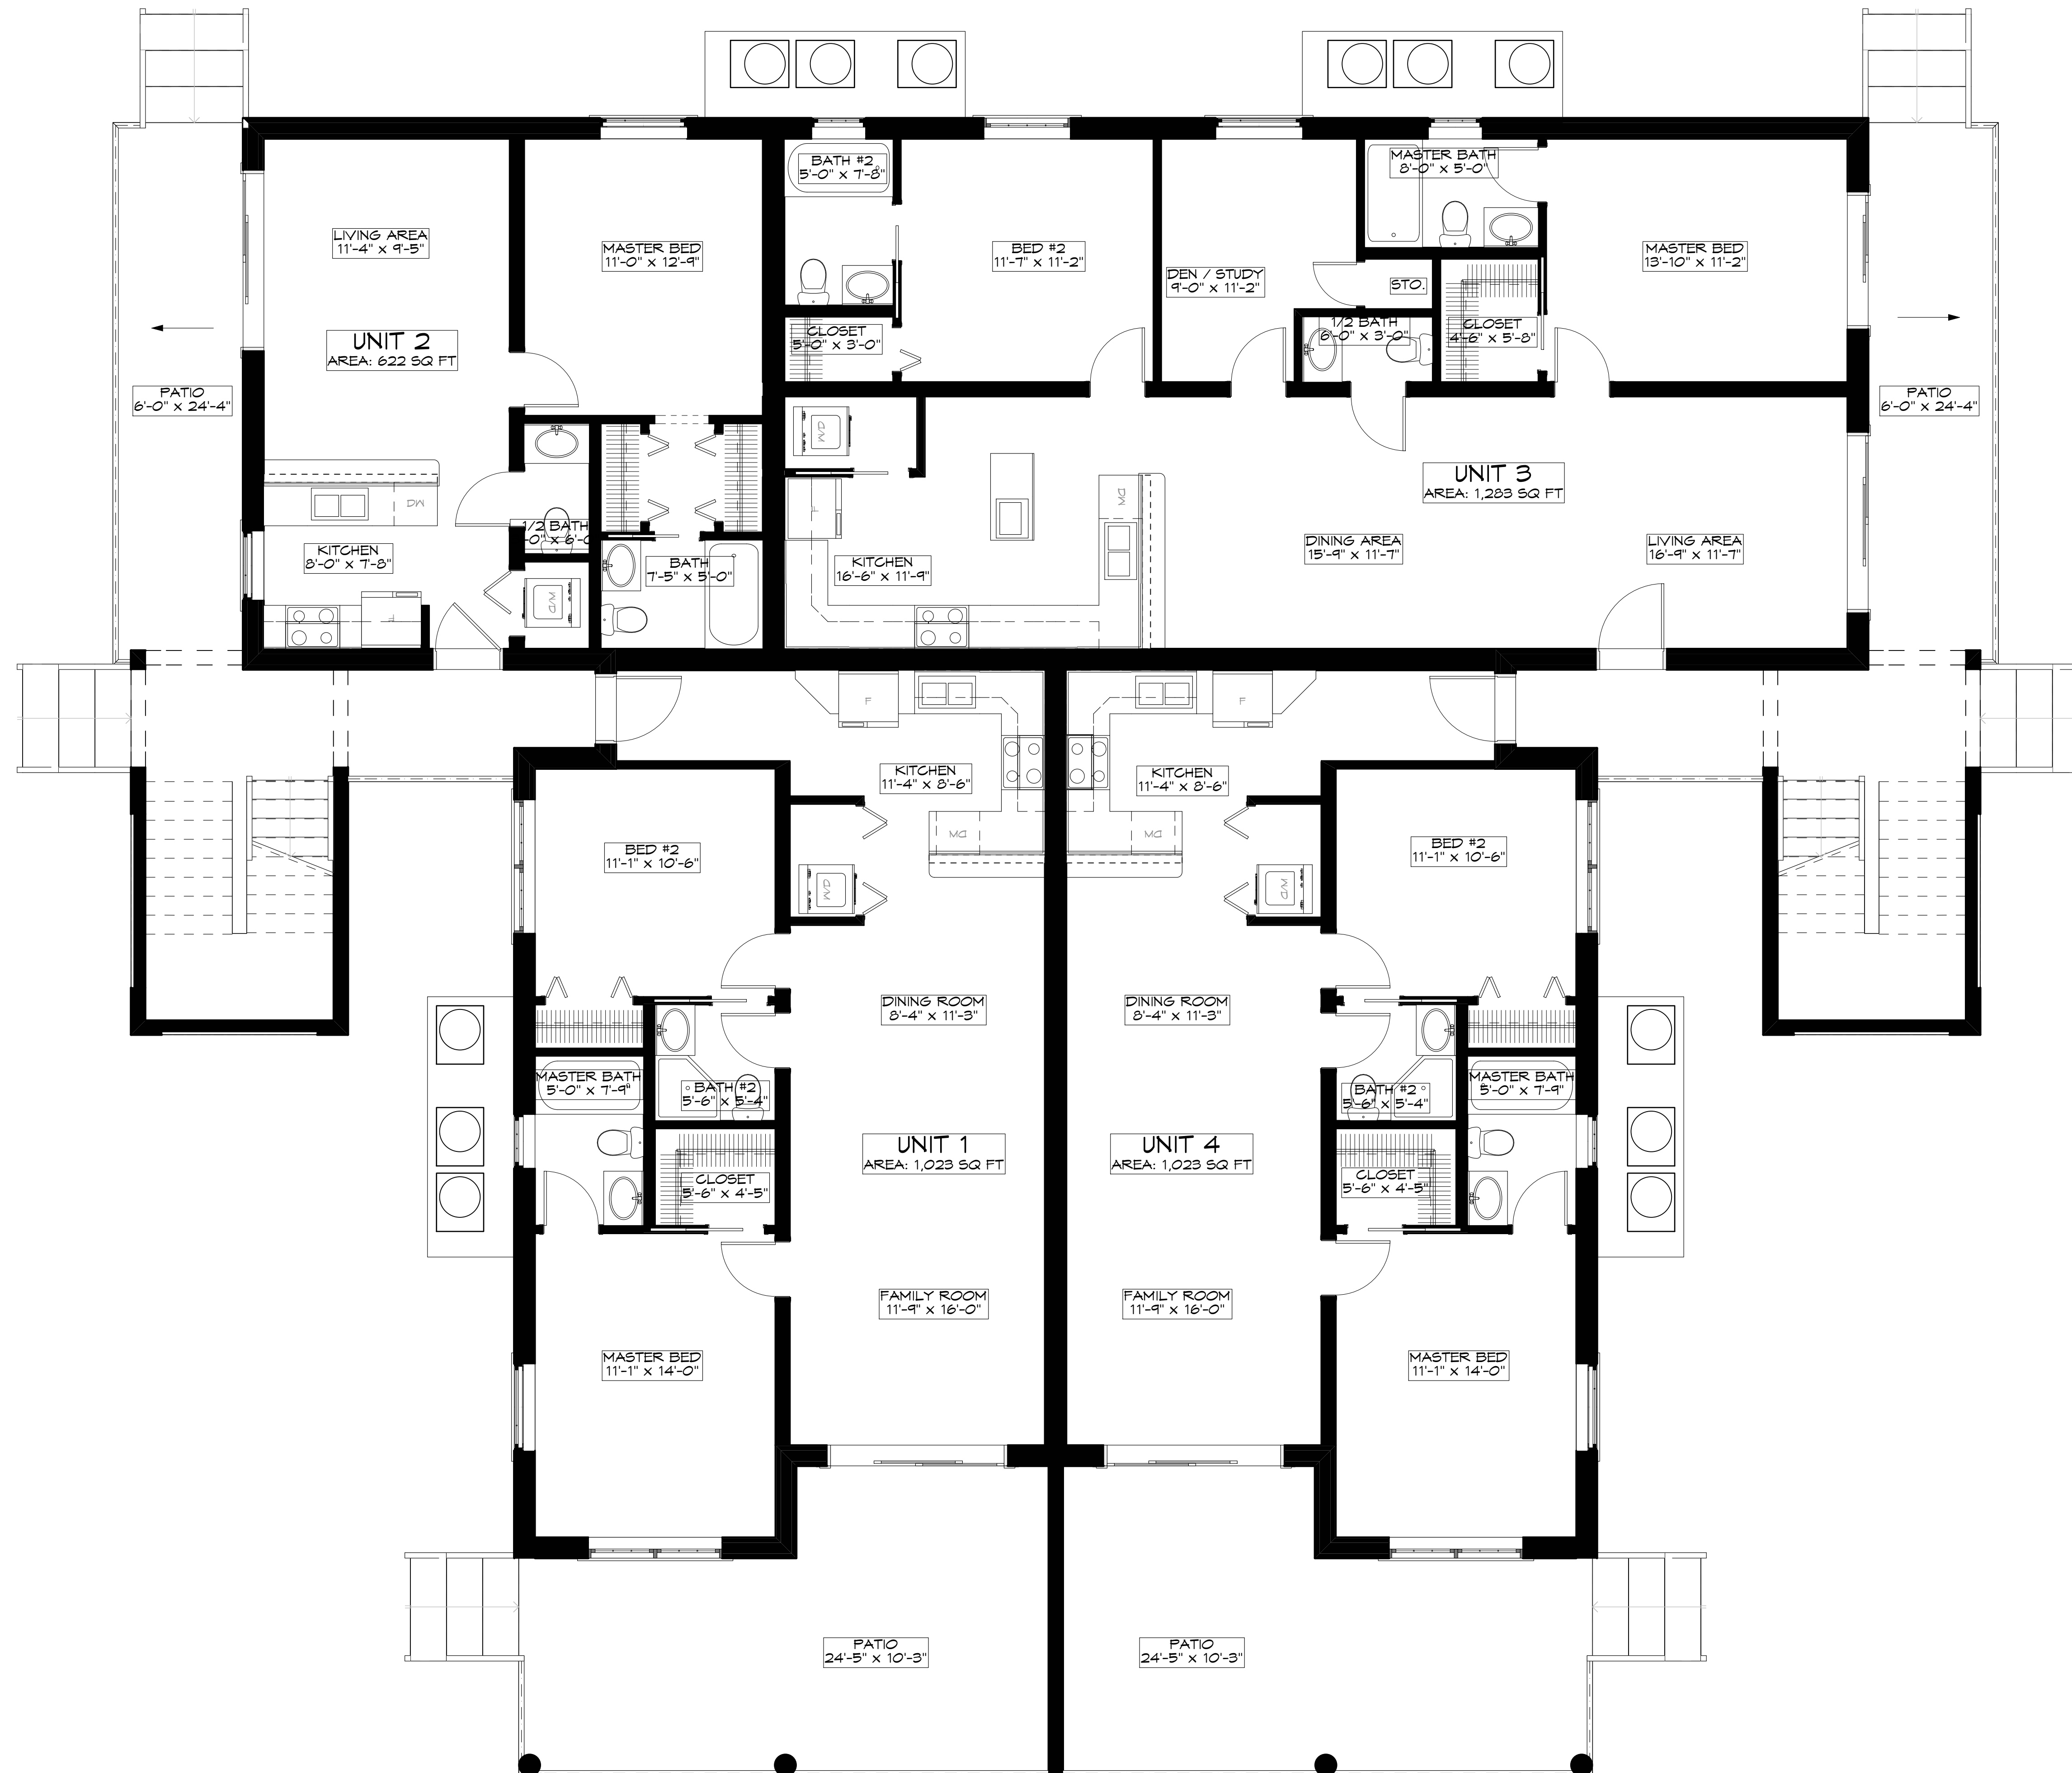 BATH #2
5'-0" x 7'-8"
MASTER BATH
8'-0" x 5'-0"
LIVING AREA
11'-4" x 9'-5"
MASTER BED
11'-0" x 12'-9"
BED #2
11'-7" x 11'-2"
DEN / STUDY
9'-0" x 11'-2"
STO.
MASTER BED
13'-10" x 11'-2"
UNIT 2
AREA: 622 SQ FT
CLOSET
5'-0" x 3'-0"
1/2 BATH
6'-0" x 3'-0"
CLOSET
4'-6" x 5'-8"
PATIO
6'-0" x 24'-4"
PATIO
6'-0" x 24'-4"
W/D
UNIT 3
AREA: 1,283 SQ FT
DW
DW
F
1/2 BATH
-0" x 6'-0
KITCHEN
8'-0" x 7'-8"
BATH
7'-5" x 5'-0"
KITCHEN
16'-6" x 11'-9"
DINING AREA
15'-9" x 11'-7"
LIVING AREA
16'-9" x 11'-7"
W/D
F
F
F
KITCHEN
11'-4" x 8'-6"
KITCHEN
11'-4" x 8'-6"
DW
DW
BED #2
11'-1" x 10'-6"
BED #2
11'-1" x 10'-6"
W/D
W/D
DINING ROOM
8'-4" x 11'-3"
DINING ROOM
8'-4" x 11'-3"
MASTER BATH
5'-0" x 7'-9"
BATH #2
5'-6" x 5'-4"
BATH #2
5'-6" x 5'-4"
MASTER BATH
5'-0" x 7'-9"
UNIT 1
AREA: 1,023 SQ FT
UNIT 4
AREA: 1,023 SQ FT
CLOSET
5'-6" x 4'-5"
CLOSET
5'-6" x 4'-5"
FAMILY ROOM
11'-9" x 16'-0"
FAMILY ROOM
11'-9" x 16'-0"
MASTER BED
11'-1" x 14'-0"
MASTER BED
11'-1" x 14'-0"
PATIO
24'-5" x 10'-3"
PATIO
24'-5" x 10'-3"